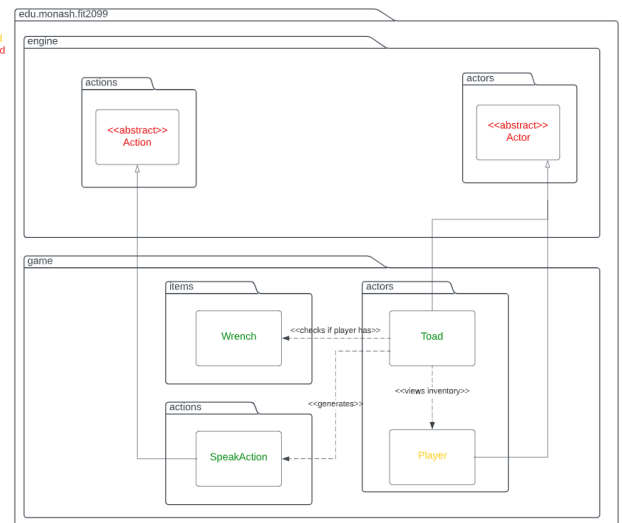 edu.monash.fit2099
d
d
engine
actions
actors
<<abstract>>
Action
<<abstract>>
Actor
game
items
actors
Wrench
<<checks if player has>>
Toad
<<views inventory>>
actions
<<generates>>
SpeakAction
Player